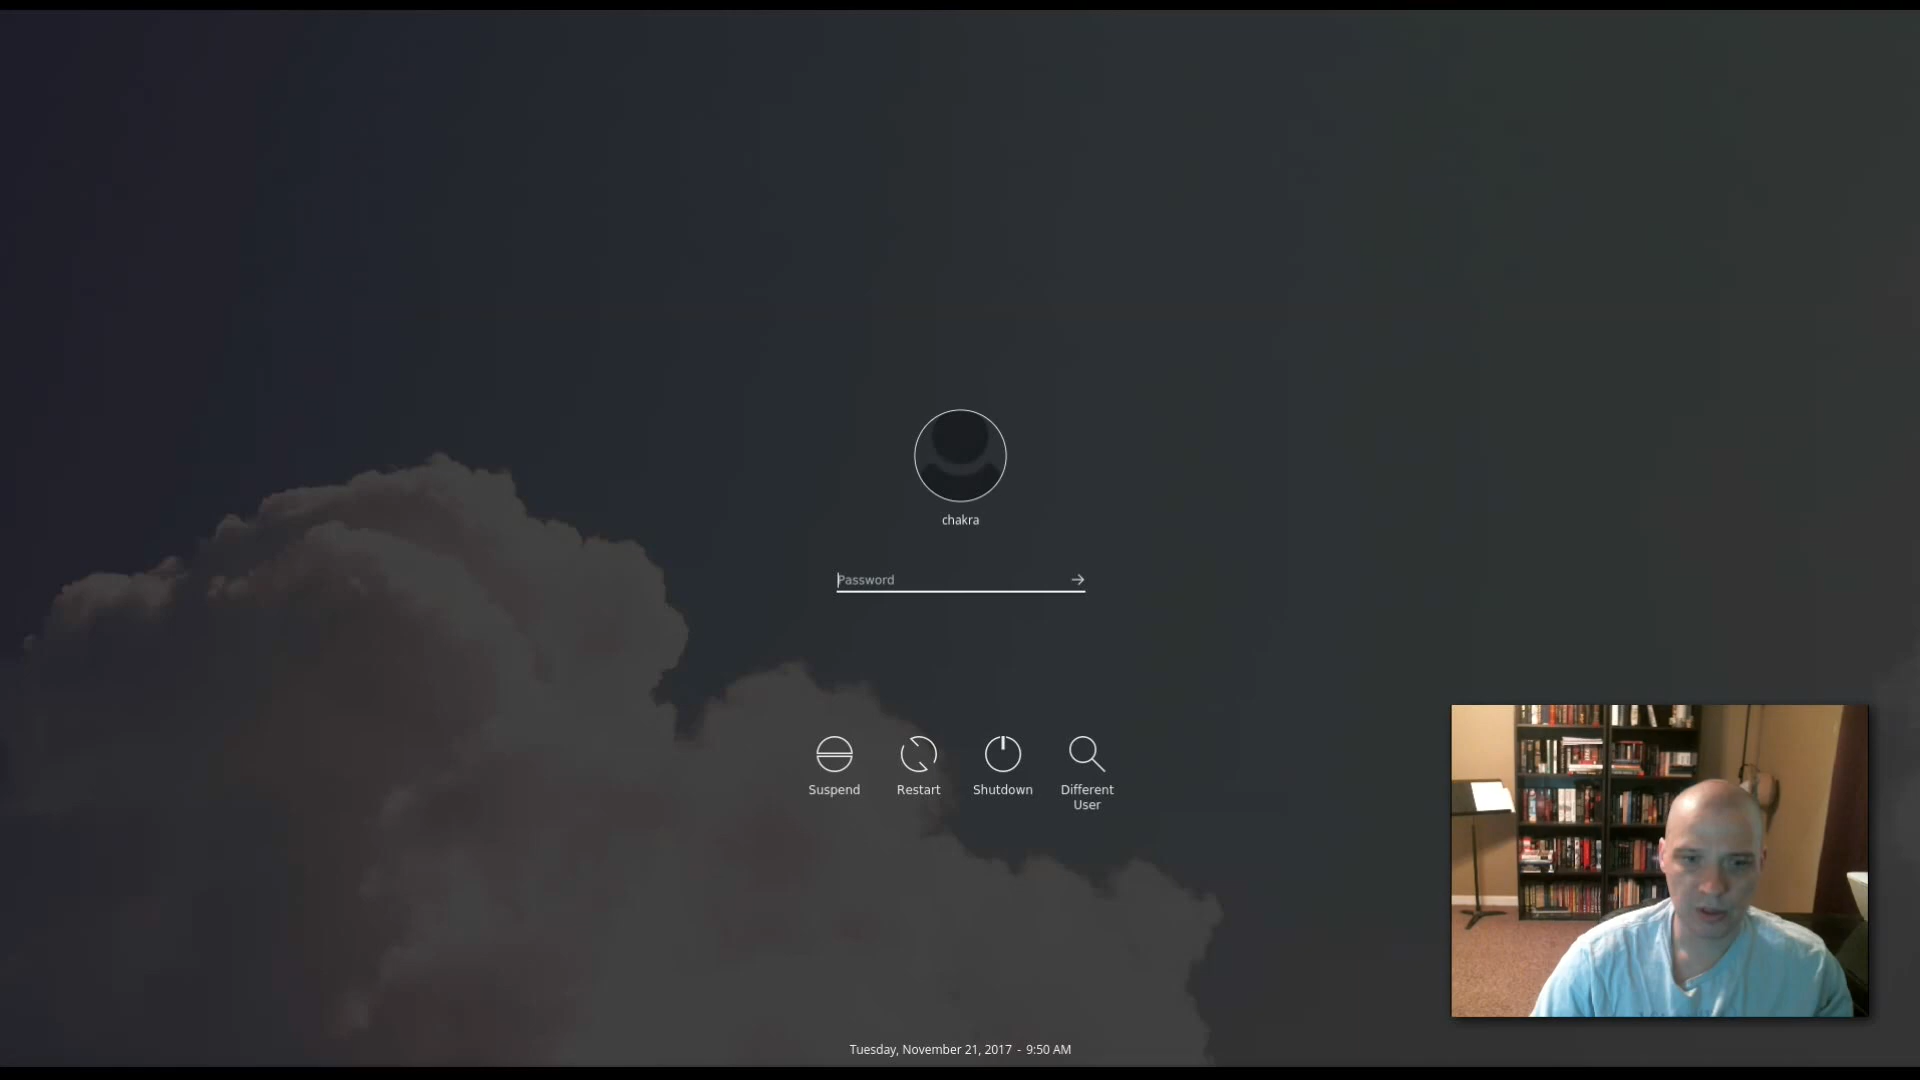 chakra
Password
Suspend
Restart
Shutdown
Different
User
Tuesday, November 21, 2017 - 9:50 AM